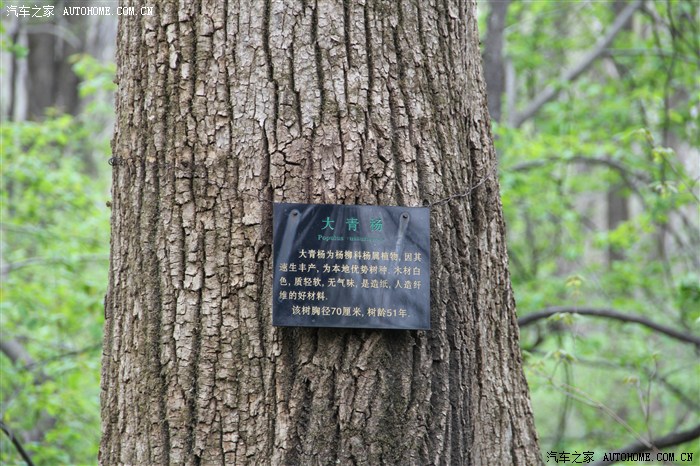 汽车之家 AUTOHOME.COM.CN
大青杨
Populus
大青杨为杨柳科杨属植物, 因其
速生丰产, 为本地优势树种. 木材白
色, 质轻软, 无气味, 是造纸, 人造纤
维的好材料.
该树胸径70厘米, 树龄51年.
汽车之家 AUTOHOME.COM.CN